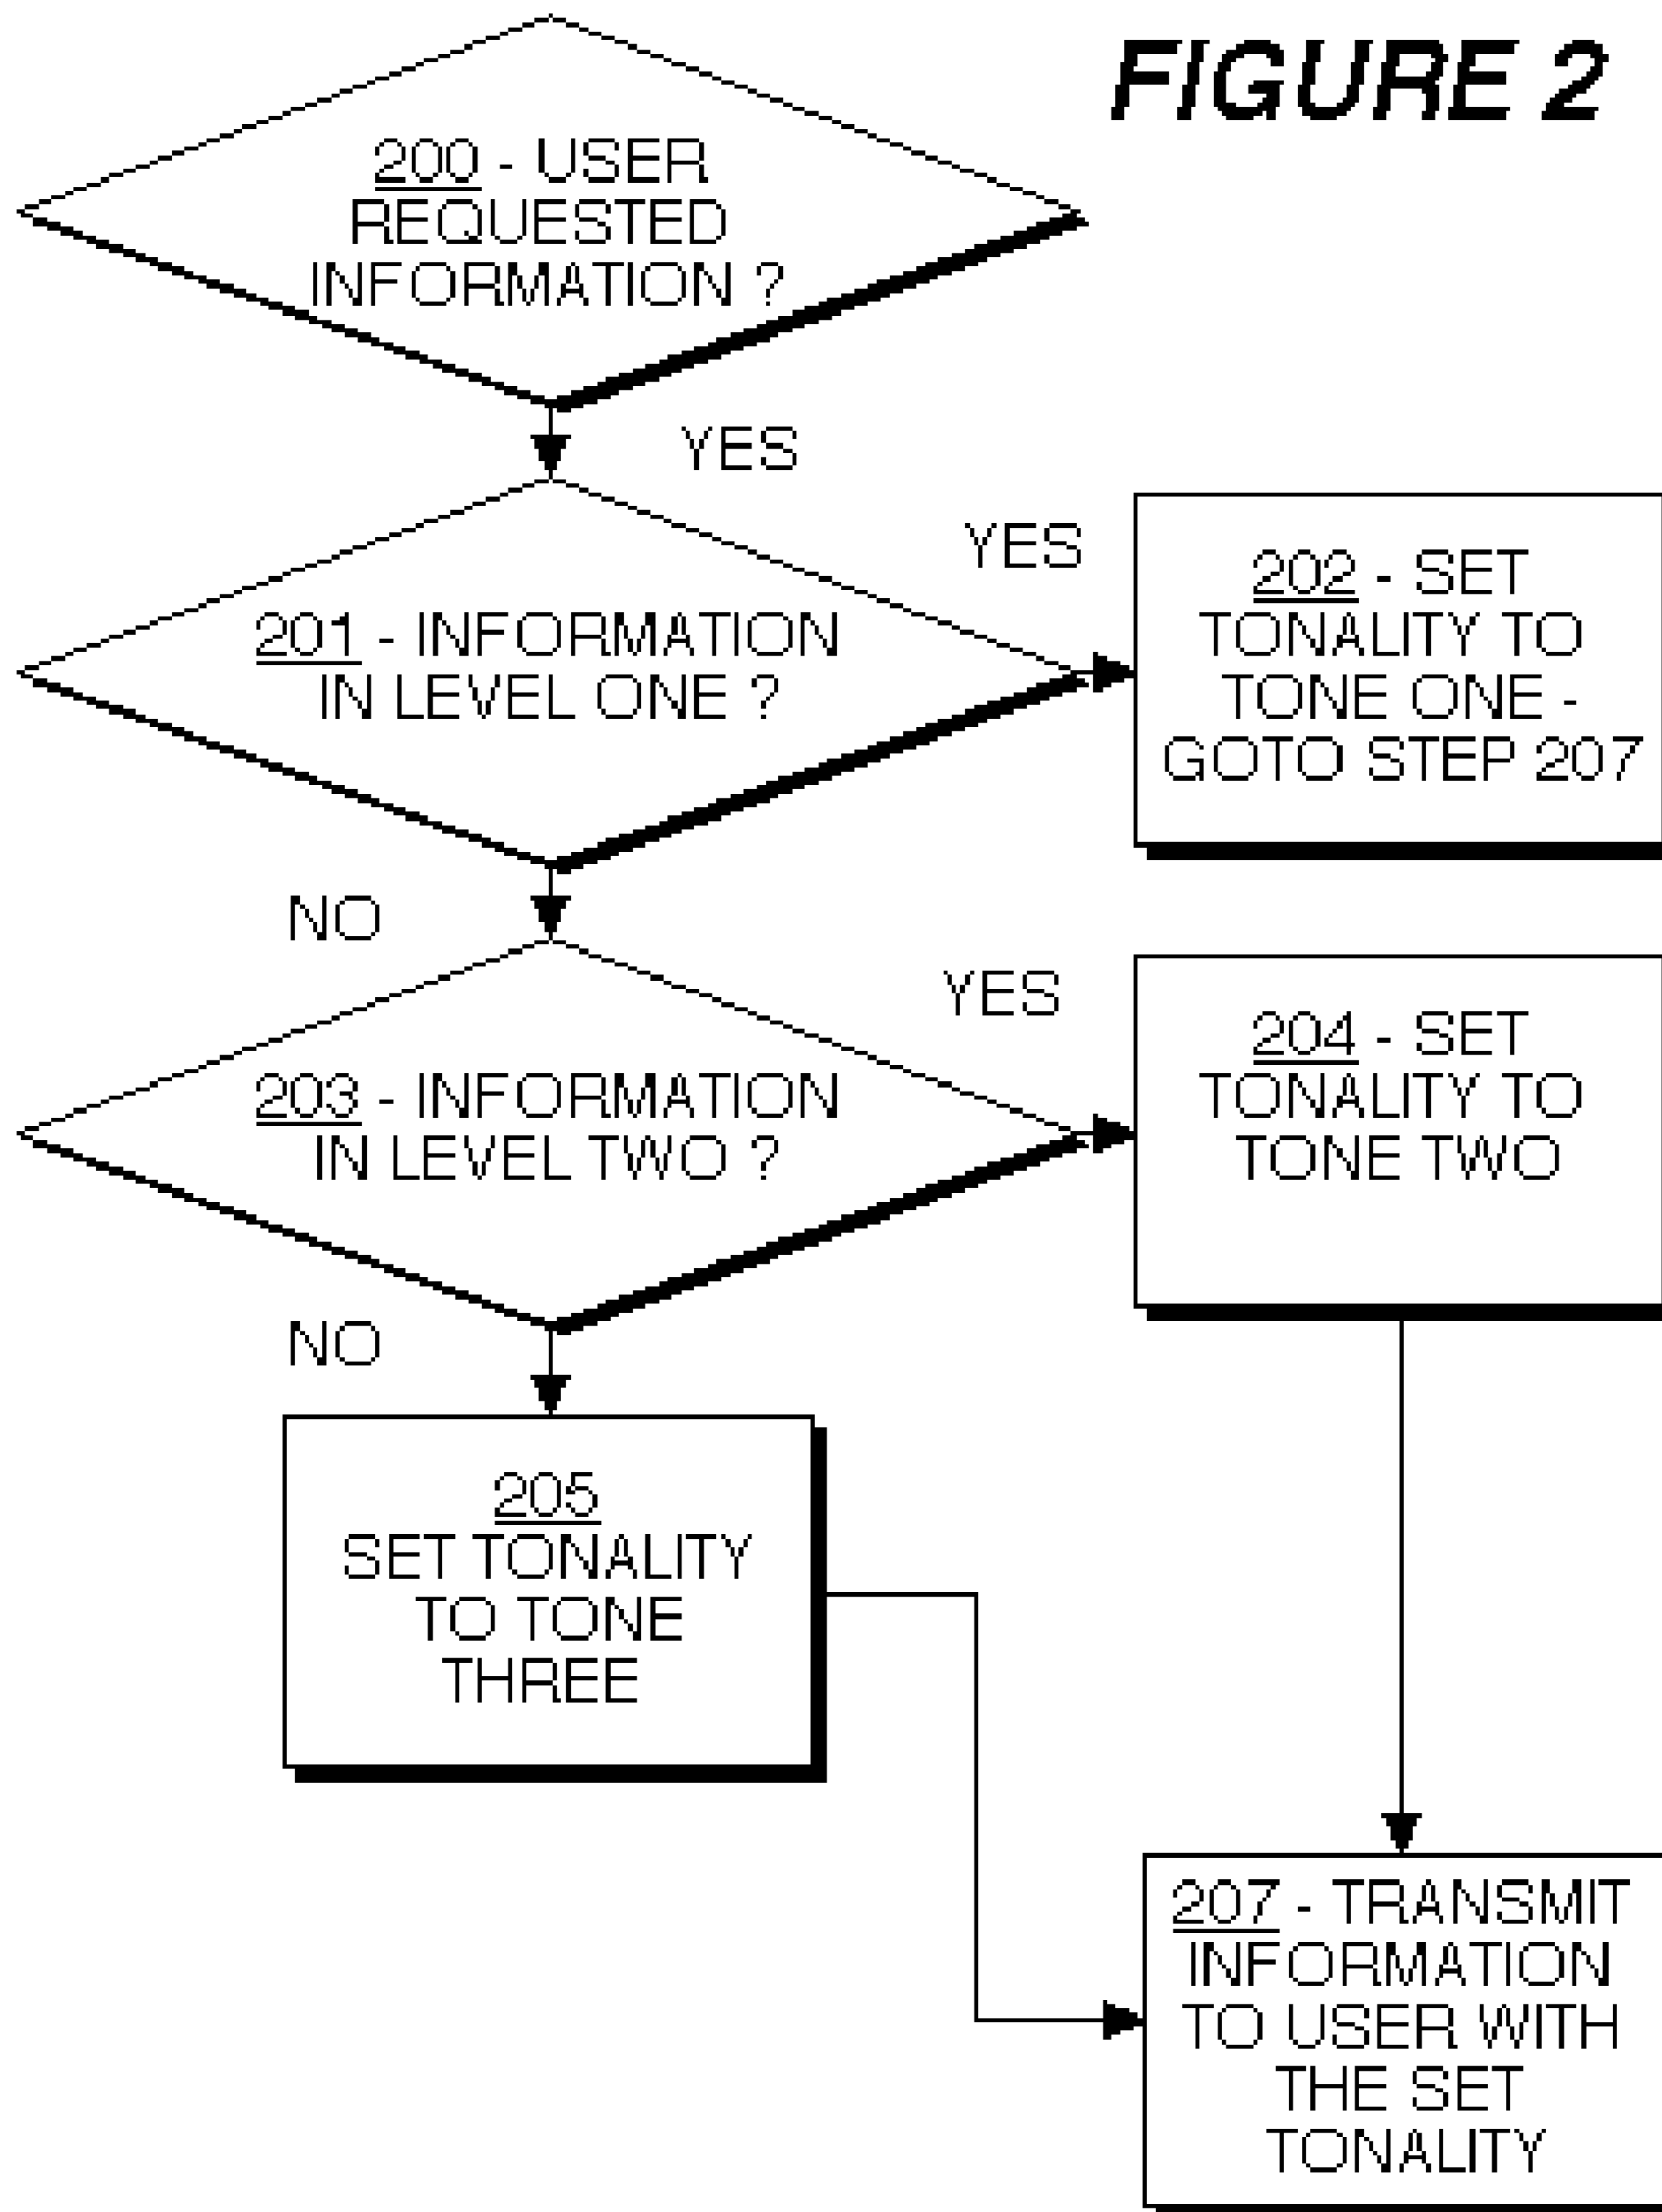 FIGURE 2
200 - USER
REQUESTED
INFORMATION ?
YES
201 - INFORMATION
IN LEVEL ONE ?
YES
202 - SET
TONALITY TO
TONE ONE -
GOTO STEP 207
NO
203 - INFORMATION
IN LEVEL TWO ?
YES
204 - SET
TONALITY TO
TONE TWO
NO
205
SET TONALITY
TO TONE
THREE
207 - TRANSMIT
INFORMATION
TO USER WITH
THE SET
TONALITY